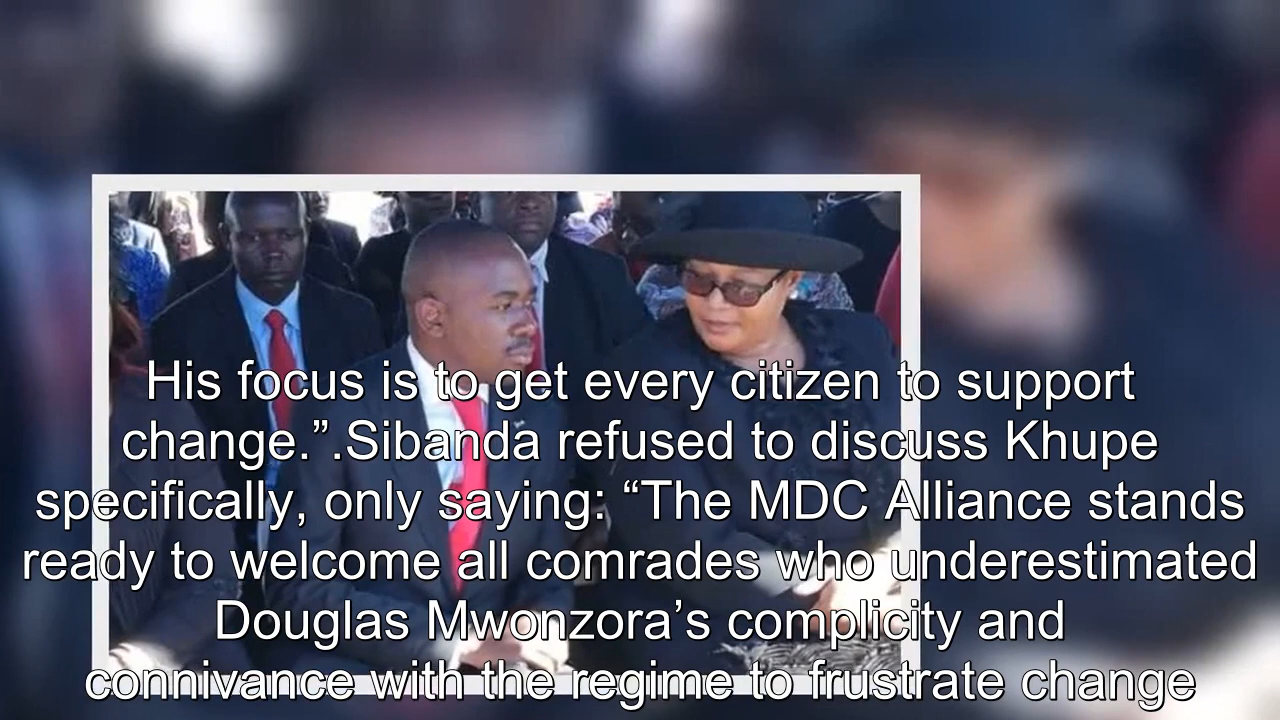 His focus is to get every citizen to support
change.” .Sibanda refused to discuss Khupe
specifically, only saying: “The MDC Alliance stands
ready to welcome all comrades who underestimated
Douglas Mwonzora’s complicity and
connivance with the regime to frustrate change